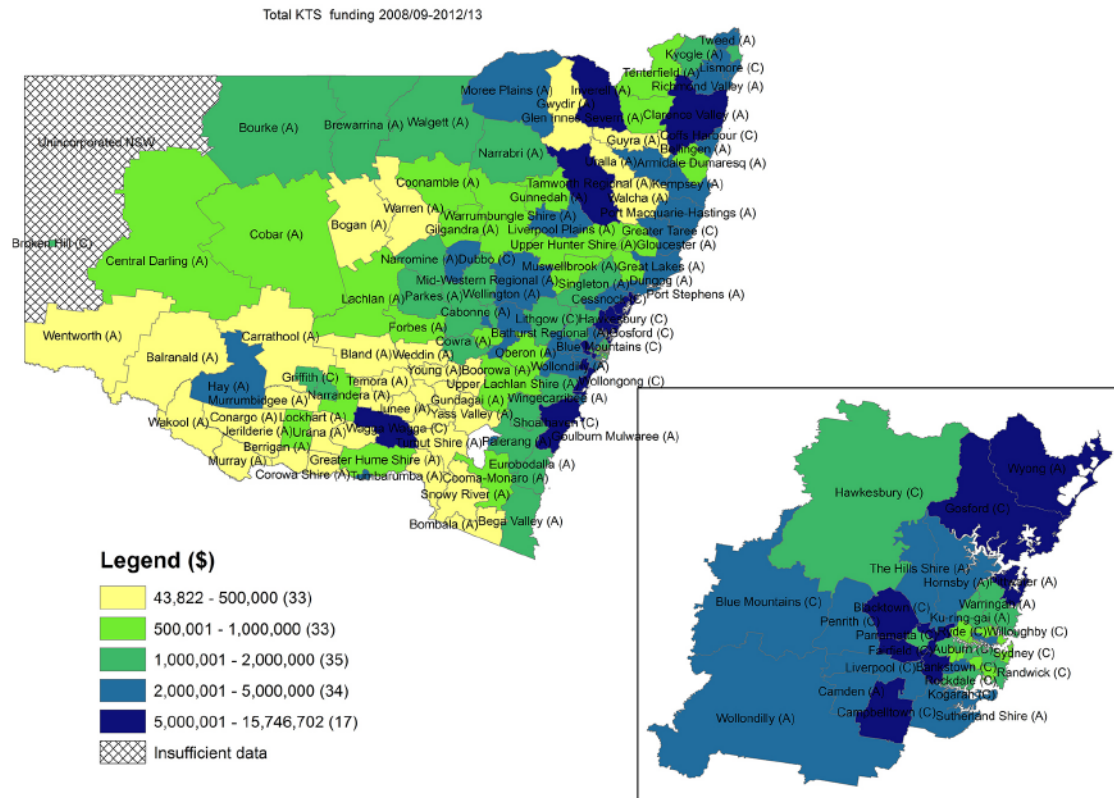 Total KTS funding 2008/09-2012/13
Tweed (A)
Kyogle (A)
Lismore (C)
Tenterfield (A)
Richmond Valley (A)
Moree Plains (A)
Inverell (A)
Gwydir (A)
Glen Innes Severn (A)
Clarence Valley (A)
Coffs Harbour (C)
Bellingen (A)
Unincorporated NSW
Bourke (A)
Brewarrina (A)
Walgett (A)
Narrabri (A)
Guyra (A)
Uralla (A)
Armidale Dumaresq (A)
Coonamble (A)
Tamworth Regional (A)
Kempsey (A)
Gunnedah (A)
Walcha (A)
Bogan (A)
Warren (A)
Warrumbungle Shire (A)
Port Macquarie-Hastings (A)
Gilgandra (A)
Liverpool Plains (A)
Greater Taree (C)
Broken Hill (C)
Cobar (A)
Upper Hunter Shire (A)
Gloucester (A)
Central Darling (A)
Narromine (A)
Dubbo (C)
Muswellbrook (A)
Great Lakes (A)
Mid-Western Regional (A)
Singleton (A)
Dungog (A)
Lachlan (A)
Parkes (A)
Wellington (A)
Cessnock (C)
Port Stephens (A)
Cabonne (A)
Lithgow (C)
Hawkesbury (C)
Wentworth (A)
Carrathool (A)
Forbes (A)
Bathurst Regional (A)
Gosford (C)
Cowra (A)
Blue Mountains (C)
Balranald (A)
Bland (A)
Weddin (A)
Oberon (A)
Wollondilly (A)
Griffith (C)
Young (A)
Boorowa (A)
Wollongong (C)
Hay (A)
Temora (A)
Upper Lachlan Shire (A)
Murrumbidgee (A)
Narrandera (A)
Junee (A)
Gundagai (A)
Wingecarribee (A)
Wakool (A)
Conargo (A)
Lockhart (A)
Yass Valley (A)
Shoalhaven (C)
Jerilderie (A)
Urana (A)
Wagga Wagga (C)
Tumut Shire (A)
Palerang (A)
Goulburn Mulwaree (A)
Berrigan (A)
Murray (A)
Greater Hume Shire (A)
Eurobodalla (A)
Corowa Shire (A)
Tumbarumba (A)
Cooma-Monaro (A)
Snowy River (A)
Bombala (A)
Bega Valley (A)
Legend ($)
43,822 - 500,000 (33)
500,001 - 1,000,000 (33)
1,000,001 - 2,000,000 (35)
2,000,001 - 5,000,000 (34)
5,000,001 - 15,746,702 (17)
Insufficient data
Wyong (A)
Hawkesbury (C)
Gosford (C)
The Hills Shire (A)
Hornsby (A)
Pittwater (A)
Blue Mountains (C)
Blacktown (C)
Warringah (A)
Penrith (C)
Ku-ring-gai (A)
Parramatta (C)
Ryde (C)
Willoughby (C)
Fairfield (C)
Auburn (C)
Sydney (C)
Liverpool (C)
Bankstown (C)
Randwick (C)
Rockdale (C)
Camden (A)
Kogarah (C)
Wollondilly (A)
Campbelltown (C)
Sutherland Shire (A)